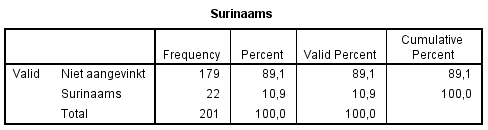 Surinaams
Frequency Percent Valid Percent Cumulative Percent
Valid Niet aangevinkt 179 89,1 89,1 89,1
Surinaams 22 10,9 10,9 100,0
Total 201 100,0 100,0